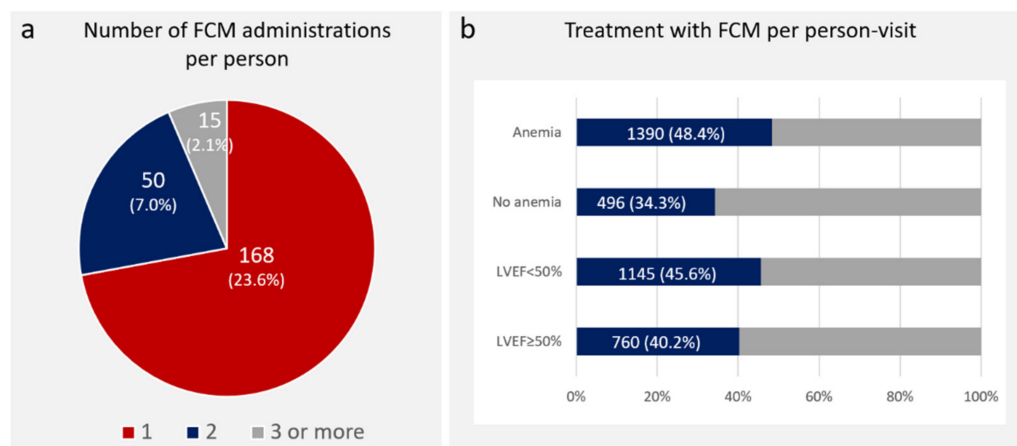 a
Number of FCM administrations
per person
15
(2.1%)
50
(7.0%)
168
(23.6%)
1 2 3 or more
b
Treatment with FCM per person-visit
Anemia 1390 (48.4%)
No anemia 496 (34.3%)
LVEF<50% 1145 (45.6%)
LVEF≥50% 760 (40.2%)
0% 20% 40% 60% 80% 100%